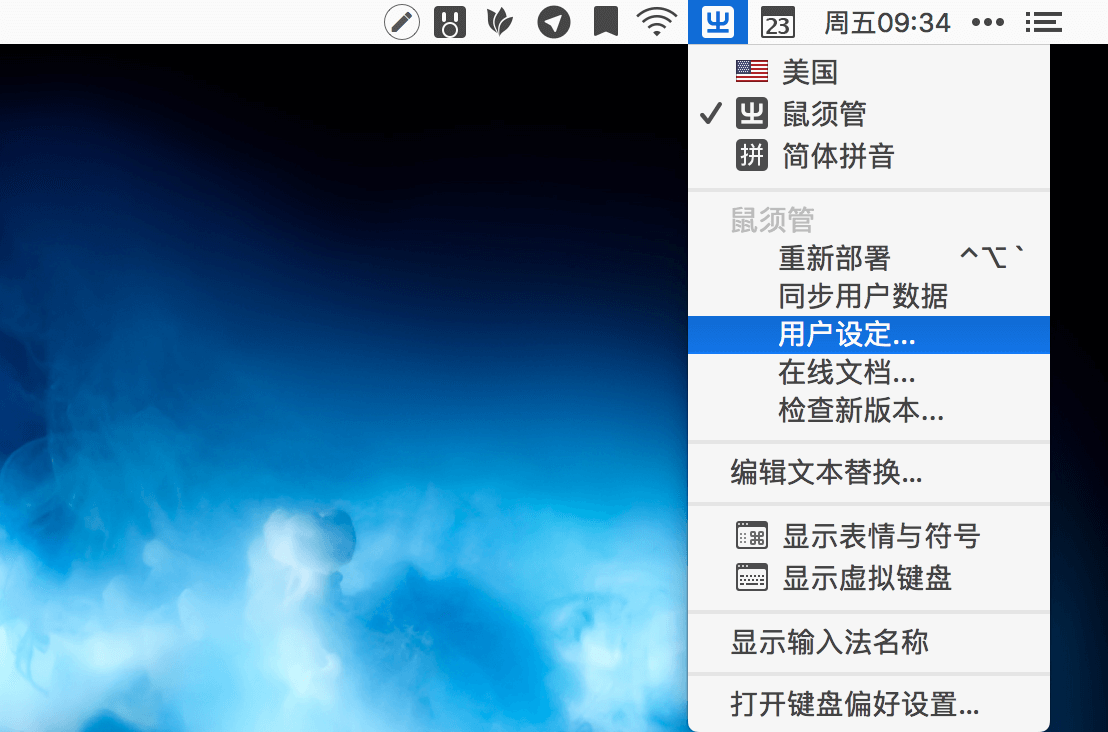 23 周五09:34
美国
鼠须管
拼 简体拼音
鼠须管
重新部署 ^⌥`
同步用户数据
用户设定...
在线文档...
检查新版本...
编辑文本替换...
显示表情与符号
显示虚拟键盘
显示输入法名称
打开键盘偏好设置...